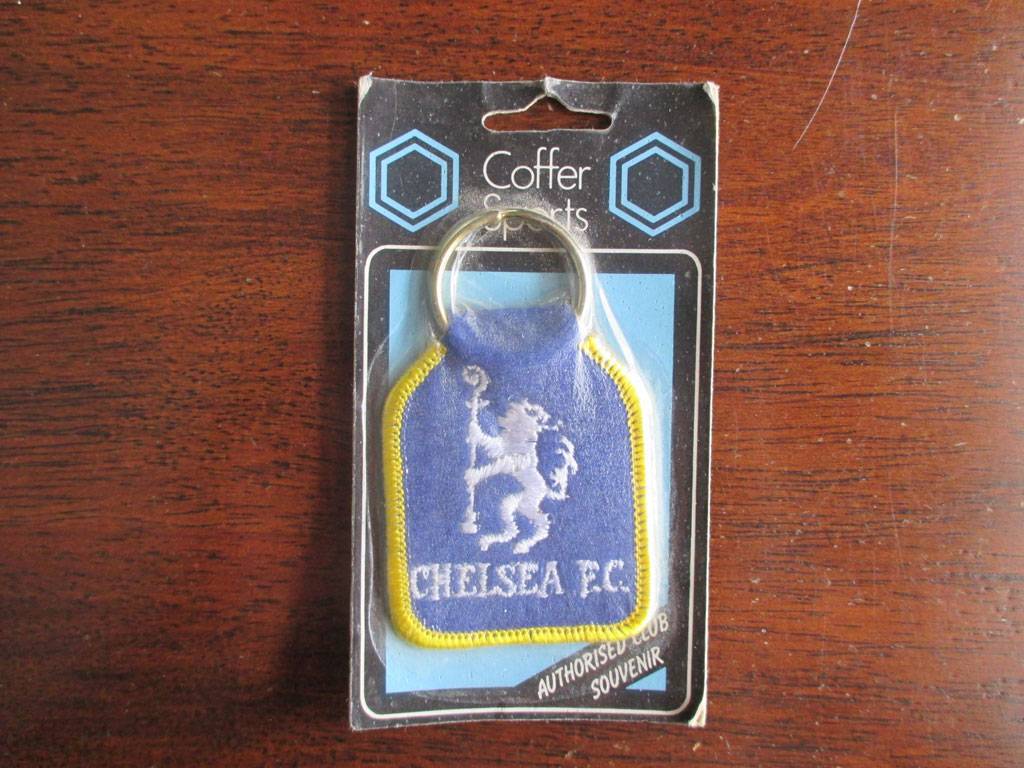 Coffer
Sports
CHELSEA F.C.
AUTHORISED CLUB
SOUVENIR